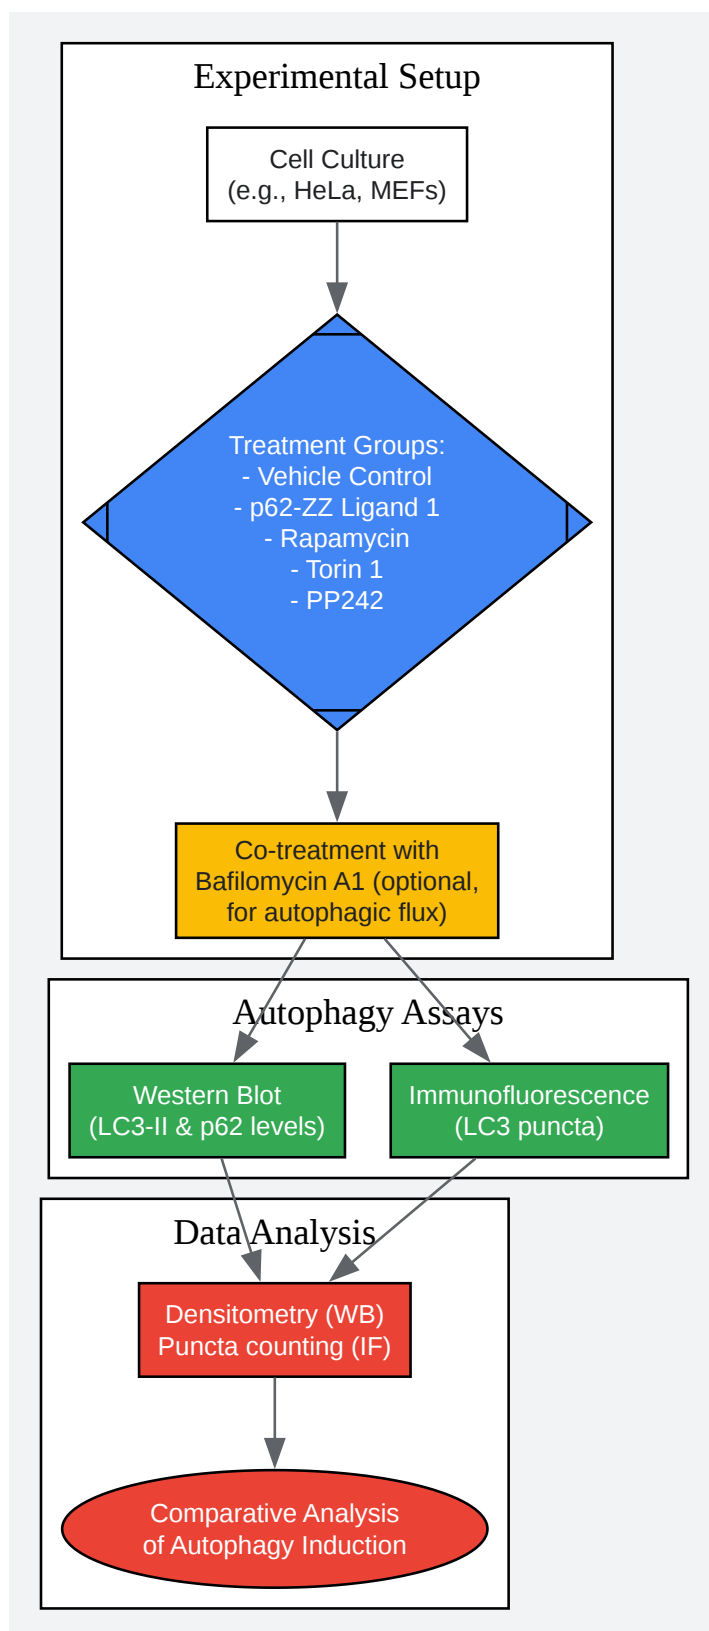 Experimental Setup
Cell Culture
(e.g., HeLa, MEFs)
Treatment Groups:
- Vehicle Control
- p62-ZZ Ligand 1
- Rapamycin
- Torin 1
- PP242
Co-treatment with
Bafilomycin A1 (optional,
for autophagic flux)
Autophagy Assays
Western Blot
(LC3-II & p62 levels)
Immunofluorescence
(LC3 puncta)
Data Analysis
Densitometry (WB)
Puncta counting (IF)
Comparative Analysis
of Autophagy Induction